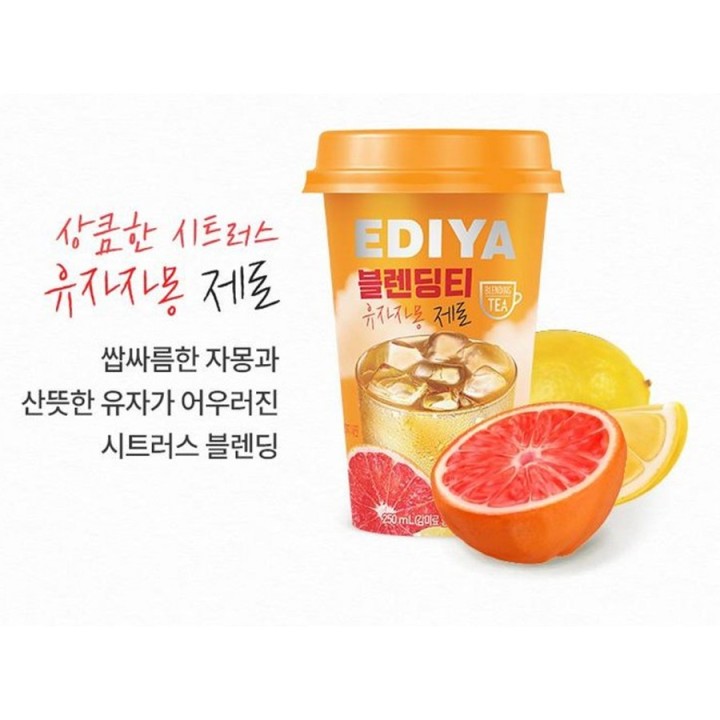 상큼한 시트러스
유자자몽 제로
쌉싸름한 자몽과
산뜻한 유자가 어우러진
시트러스 블렌딩
EDIYA
블렌딩티
BLENDING
TEA
유자자몽 제로
250 mL